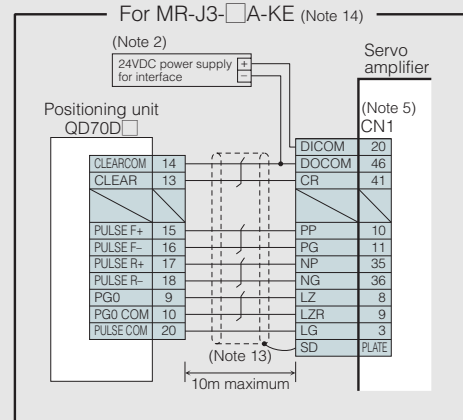 For MR-J3-□A-KE (Note 14)
(Note 2)
24VDC power supply + 
for interface −
Servo
amplifier
Positioning unit
QD70D□
(Note 5)
CN1
DICOM 20
CLEARCOM 14 DOCOM 46
CLEAR 13 CR 41
PULSE F+ 15 PP 10
PULSE F− 16 PG 11
PULSE R+ 17 NP 35
PULSE R− 18 NG 36
PG0 9 LZ 8
PG0 COM 10 LZR 9
PULSE COM 20 LG 3
(Note 13) SD PLATE
10m maximum